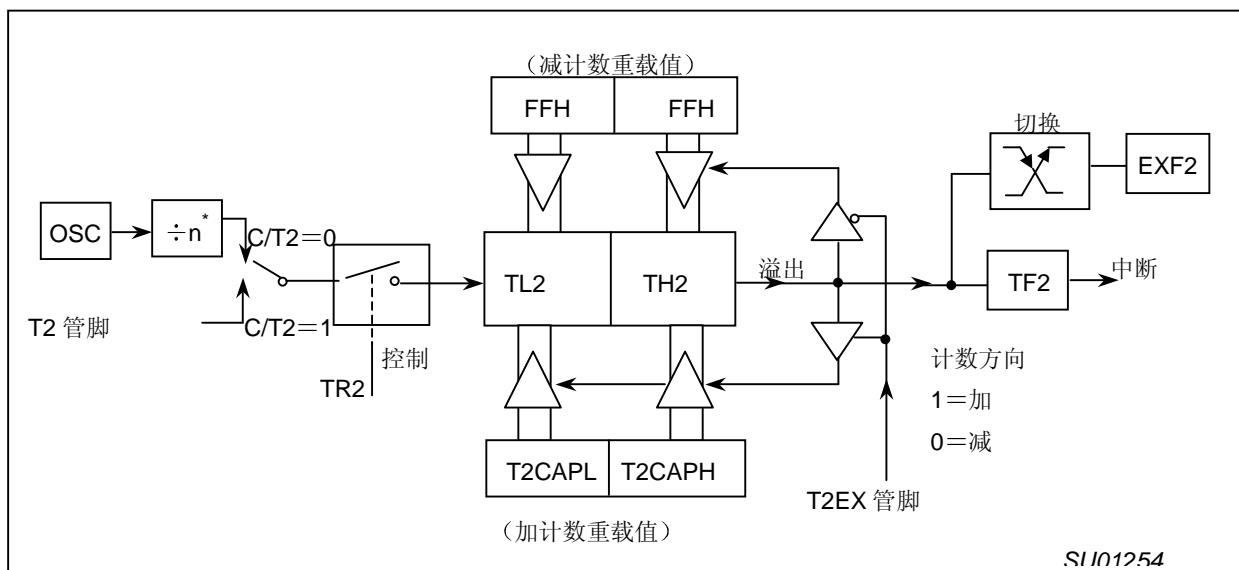 （减计数重载值）
FFH FFH
切换
EXF2
OSC
÷n*
C/T2＝0
TL2 TH2
溢出
TF2
中断
T2 管脚
C/T2＝1
控制
TR2
计数方向
1＝加
0＝减
T2CAPL T2CAPH
T2EX 管脚
（加计数重载值）
SU01254